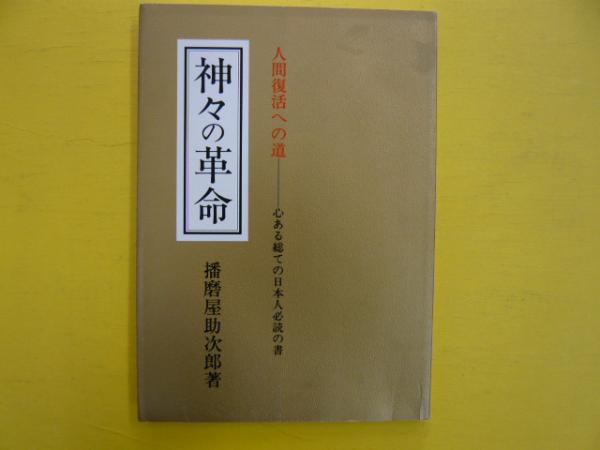 人間復活への道――心ある総ての日本人必読の書
神々の革命
播磨屋助次郎著